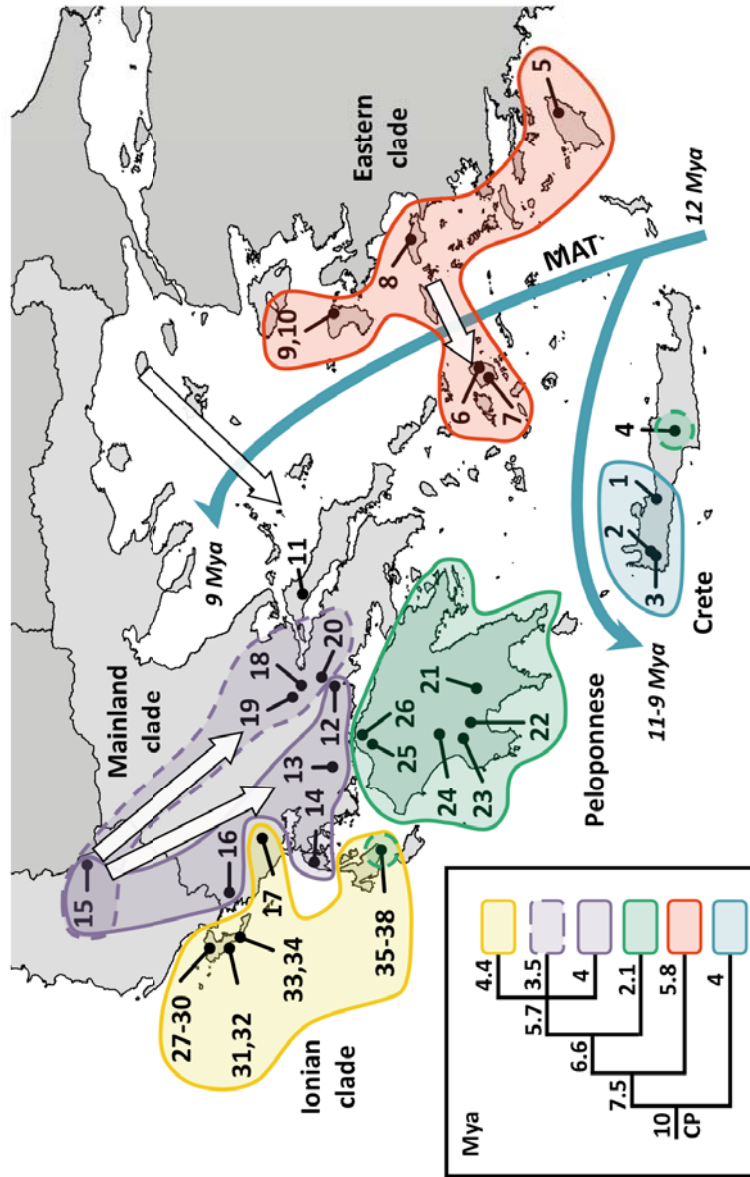 Mainland
clade
Eastern
clade
Ionian
clade
Peloponnese
Crete
MAT
9 Mya
12 Mya
11-9 Mya
15
16
17
19
18
20
11
12
13
14
9,10
8
5
6
7
4
1
2
3
21
22
23
24
25
26
27-30
31,32
33,34
35-38
Mya
10
CP
7.5
6.6
5.7
4.4
3.5
4
2.1
5.8
4